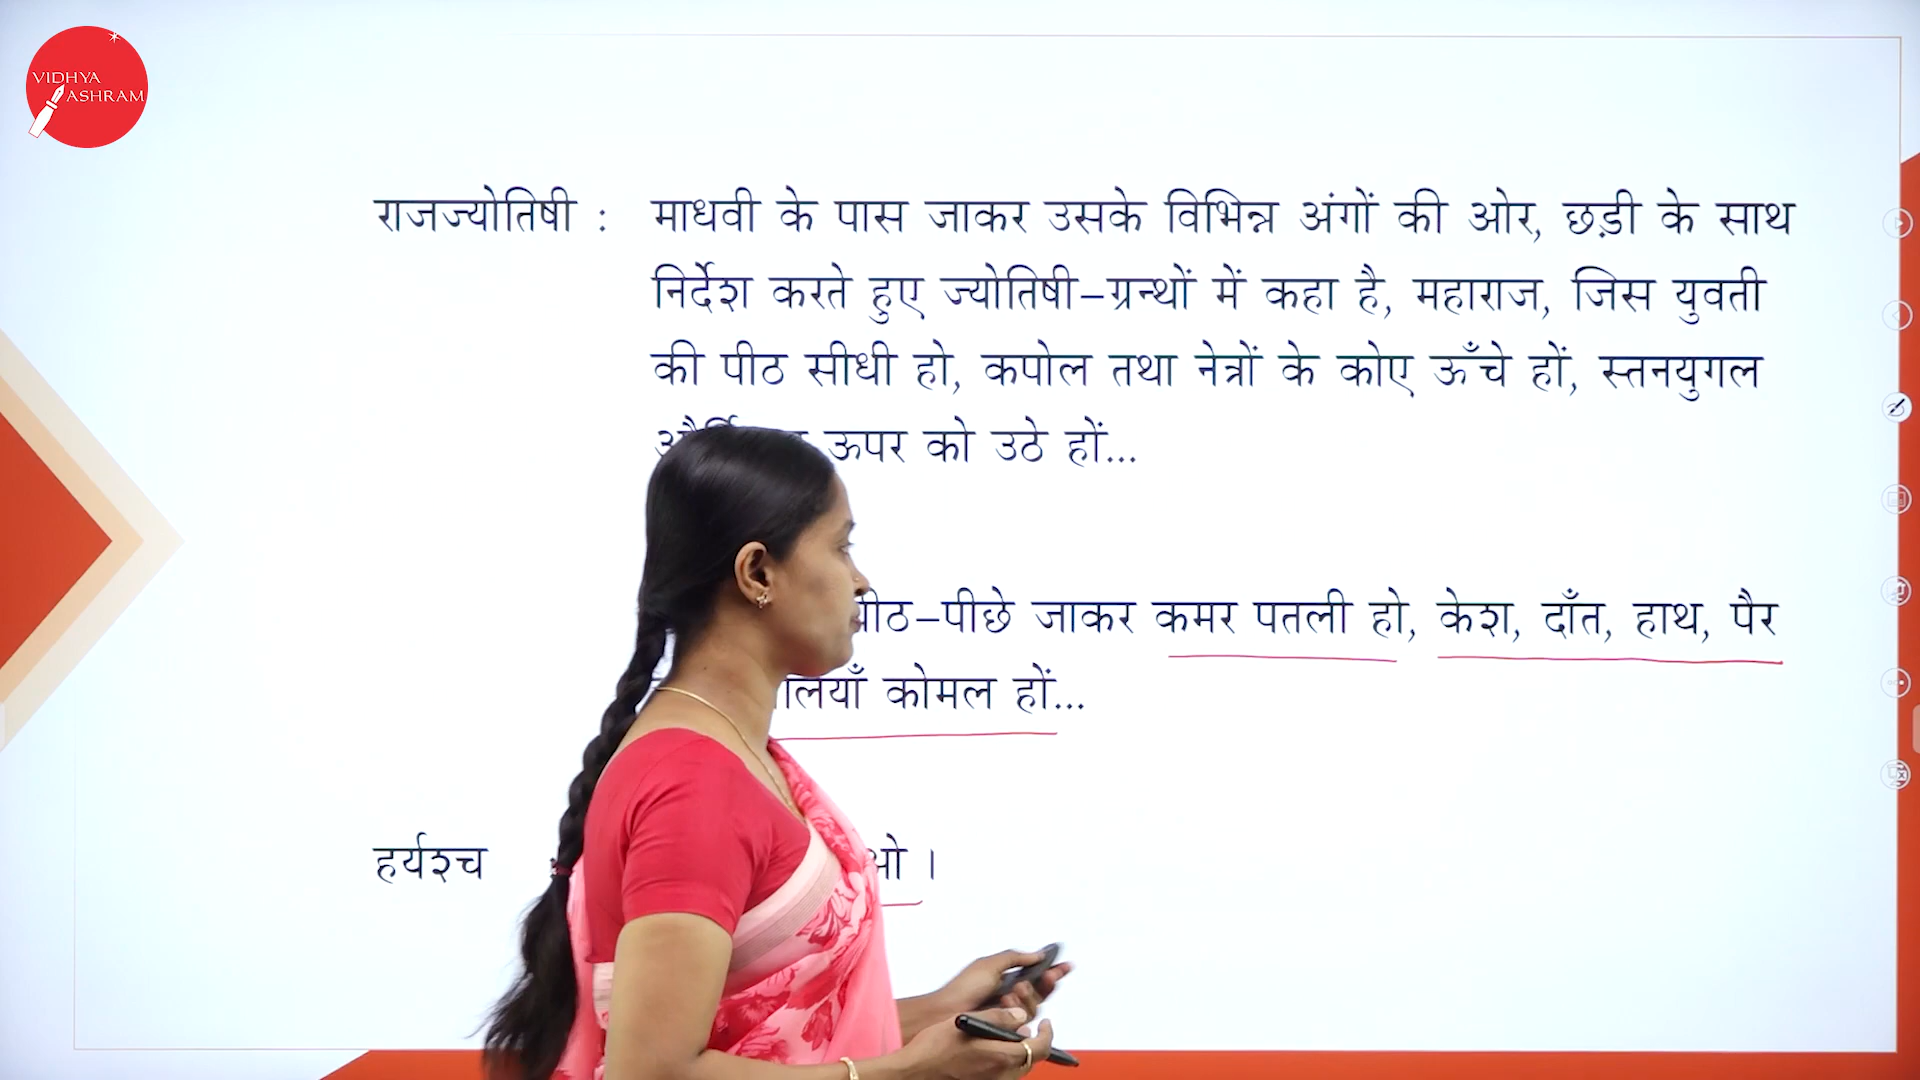 VIDHYA
ASHRAM
राजज्योतिषी : माधवी के पास जाकर उसके विभिन्न अंगों की ओर, छड़ी के साथ
निर्देश करते हुए ज्योतिषी-ग्रन्थों में कहा है, महाराज, जिस युवती
की पीठ सीधी हो, कपोल तथा नेत्रों के कोए ऊँचे हों, स्तनयुगल
ऊपर को उठे हों...
पीठ-पीछे जाकर कमर पतली हो, केश, दाँत, हाथ, पैर
कोमल हों...
हर्यश्च